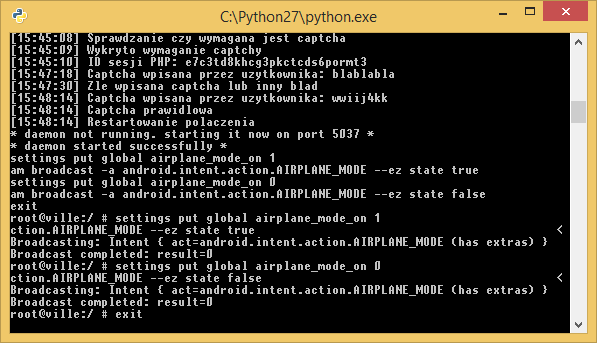 C:\Python27\python.exe
[15:45:08] Sprawdzanie czy wymagana jest captcha
[15:45:09] Wykryto wymaganie captchy
[15:45:10] ID sesji PHP: e7c3td8khcg3pkctcds6pormt3
[15:47:18] Captcha wpisana przez uzytkownika: blablabla
[15:47:30] Zle wpisana captcha lub inny blad
[15:48:14] Captcha wpisana przez uzytkownika: wwiij4kk
[15:48:14] Captcha prawidlowa
[15:48:14] Restartowanie polaczenia
* daemon not running. starting it now on port 5037 *
* daemon started successfully *
settings put global airplane_mode_on 1
am broadcast -a android.intent.action.AIRPLANE_MODE --ez state true
settings put global airplane_mode_on 0
am broadcast -a android.intent.action.AIRPLANE_MODE --ez state false
exit
root@ville:/ # settings put global airplane_mode_on 1
ction.AIRPLANE_MODE --ez state true <
Broadcasting: Intent { act=android.intent.action.AIRPLANE_MODE (has extras) }
Broadcast completed: result=0
root@ville:/ # settings put global airplane_mode_on 0
ction.AIRPLANE_MODE --ez state false <
Broadcasting: Intent { act=android.intent.action.AIRPLANE_MODE (has extras) }
Broadcast completed: result=0
root@ville:/ # exit